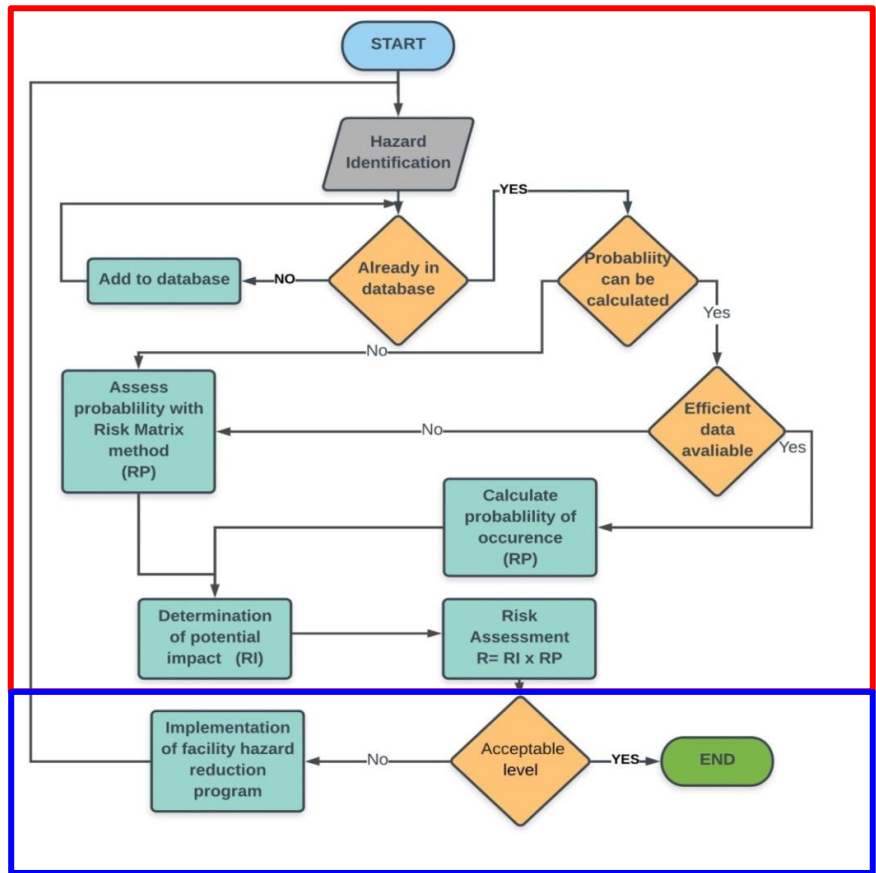 START
Hazard
Identification
YES
Already in
database
NO
Add to database
Probabliity
can be
calculated
Yes
No
Assess
probablility with
Risk Matrix
method
(RP)
Efficient
data
avaliable
No
Yes
Calculate
probablility of
occurence
(RP)
Determination
of potential
impact (RI)
Risk
Assessment
R= RI x RP
Implementation
of facility hazard
reduction
program
No
Acceptable
level
YES
END